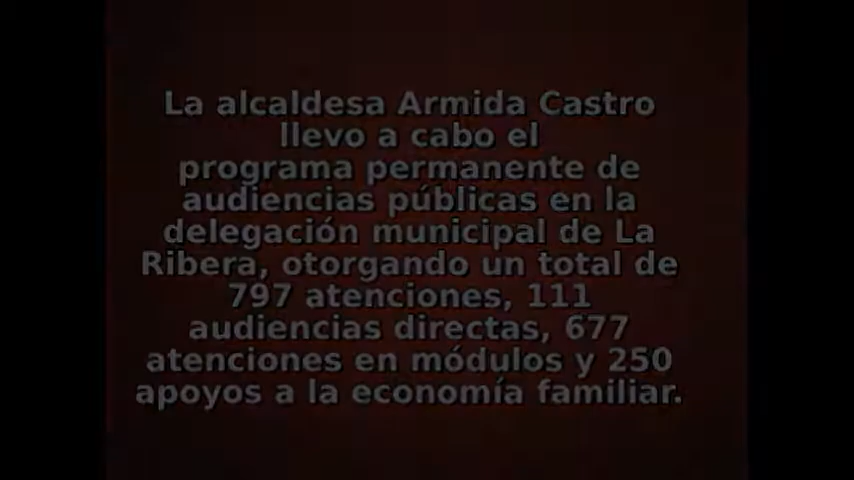 La alcaldesa Armida Castro
llevo a cabo el
programa permanente de
audiencias públicas en la
delegación municipal de La
Ribera, otorgando un total de
797 atenciones, 111
audiencias directas, 677
atenciones en módulos y 250
apoyos a la economía familiar.